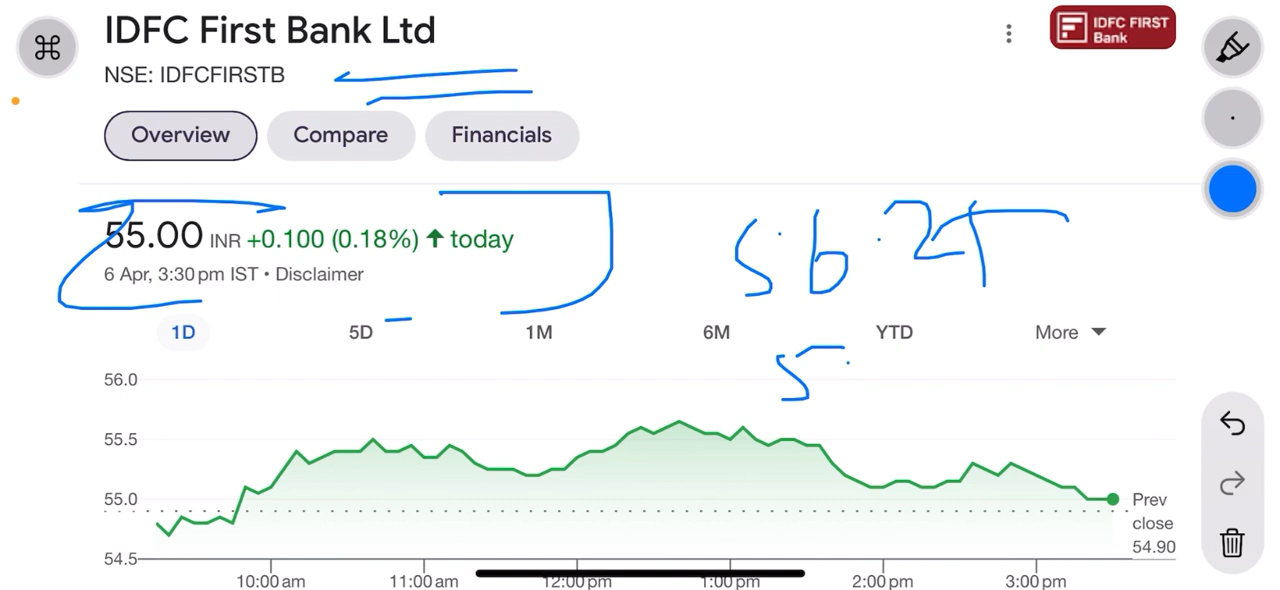 IDFC First Bank Ltd
IDFC FIRST
Bank
NSE: IDFCFIRSTB
Overview
Compare
Financials
55.00 INR +0.100 (0.18%) ↑ today
6 Apr, 3:30 pm IST • Disclaimer
1D 5D 1M 6M YTD More
56.0
55.5
55.0
54.5
Prev
close
54.90
10:00 am 11:00 am 12:00 pm 1:00 pm 2:00 pm 3:00 pm